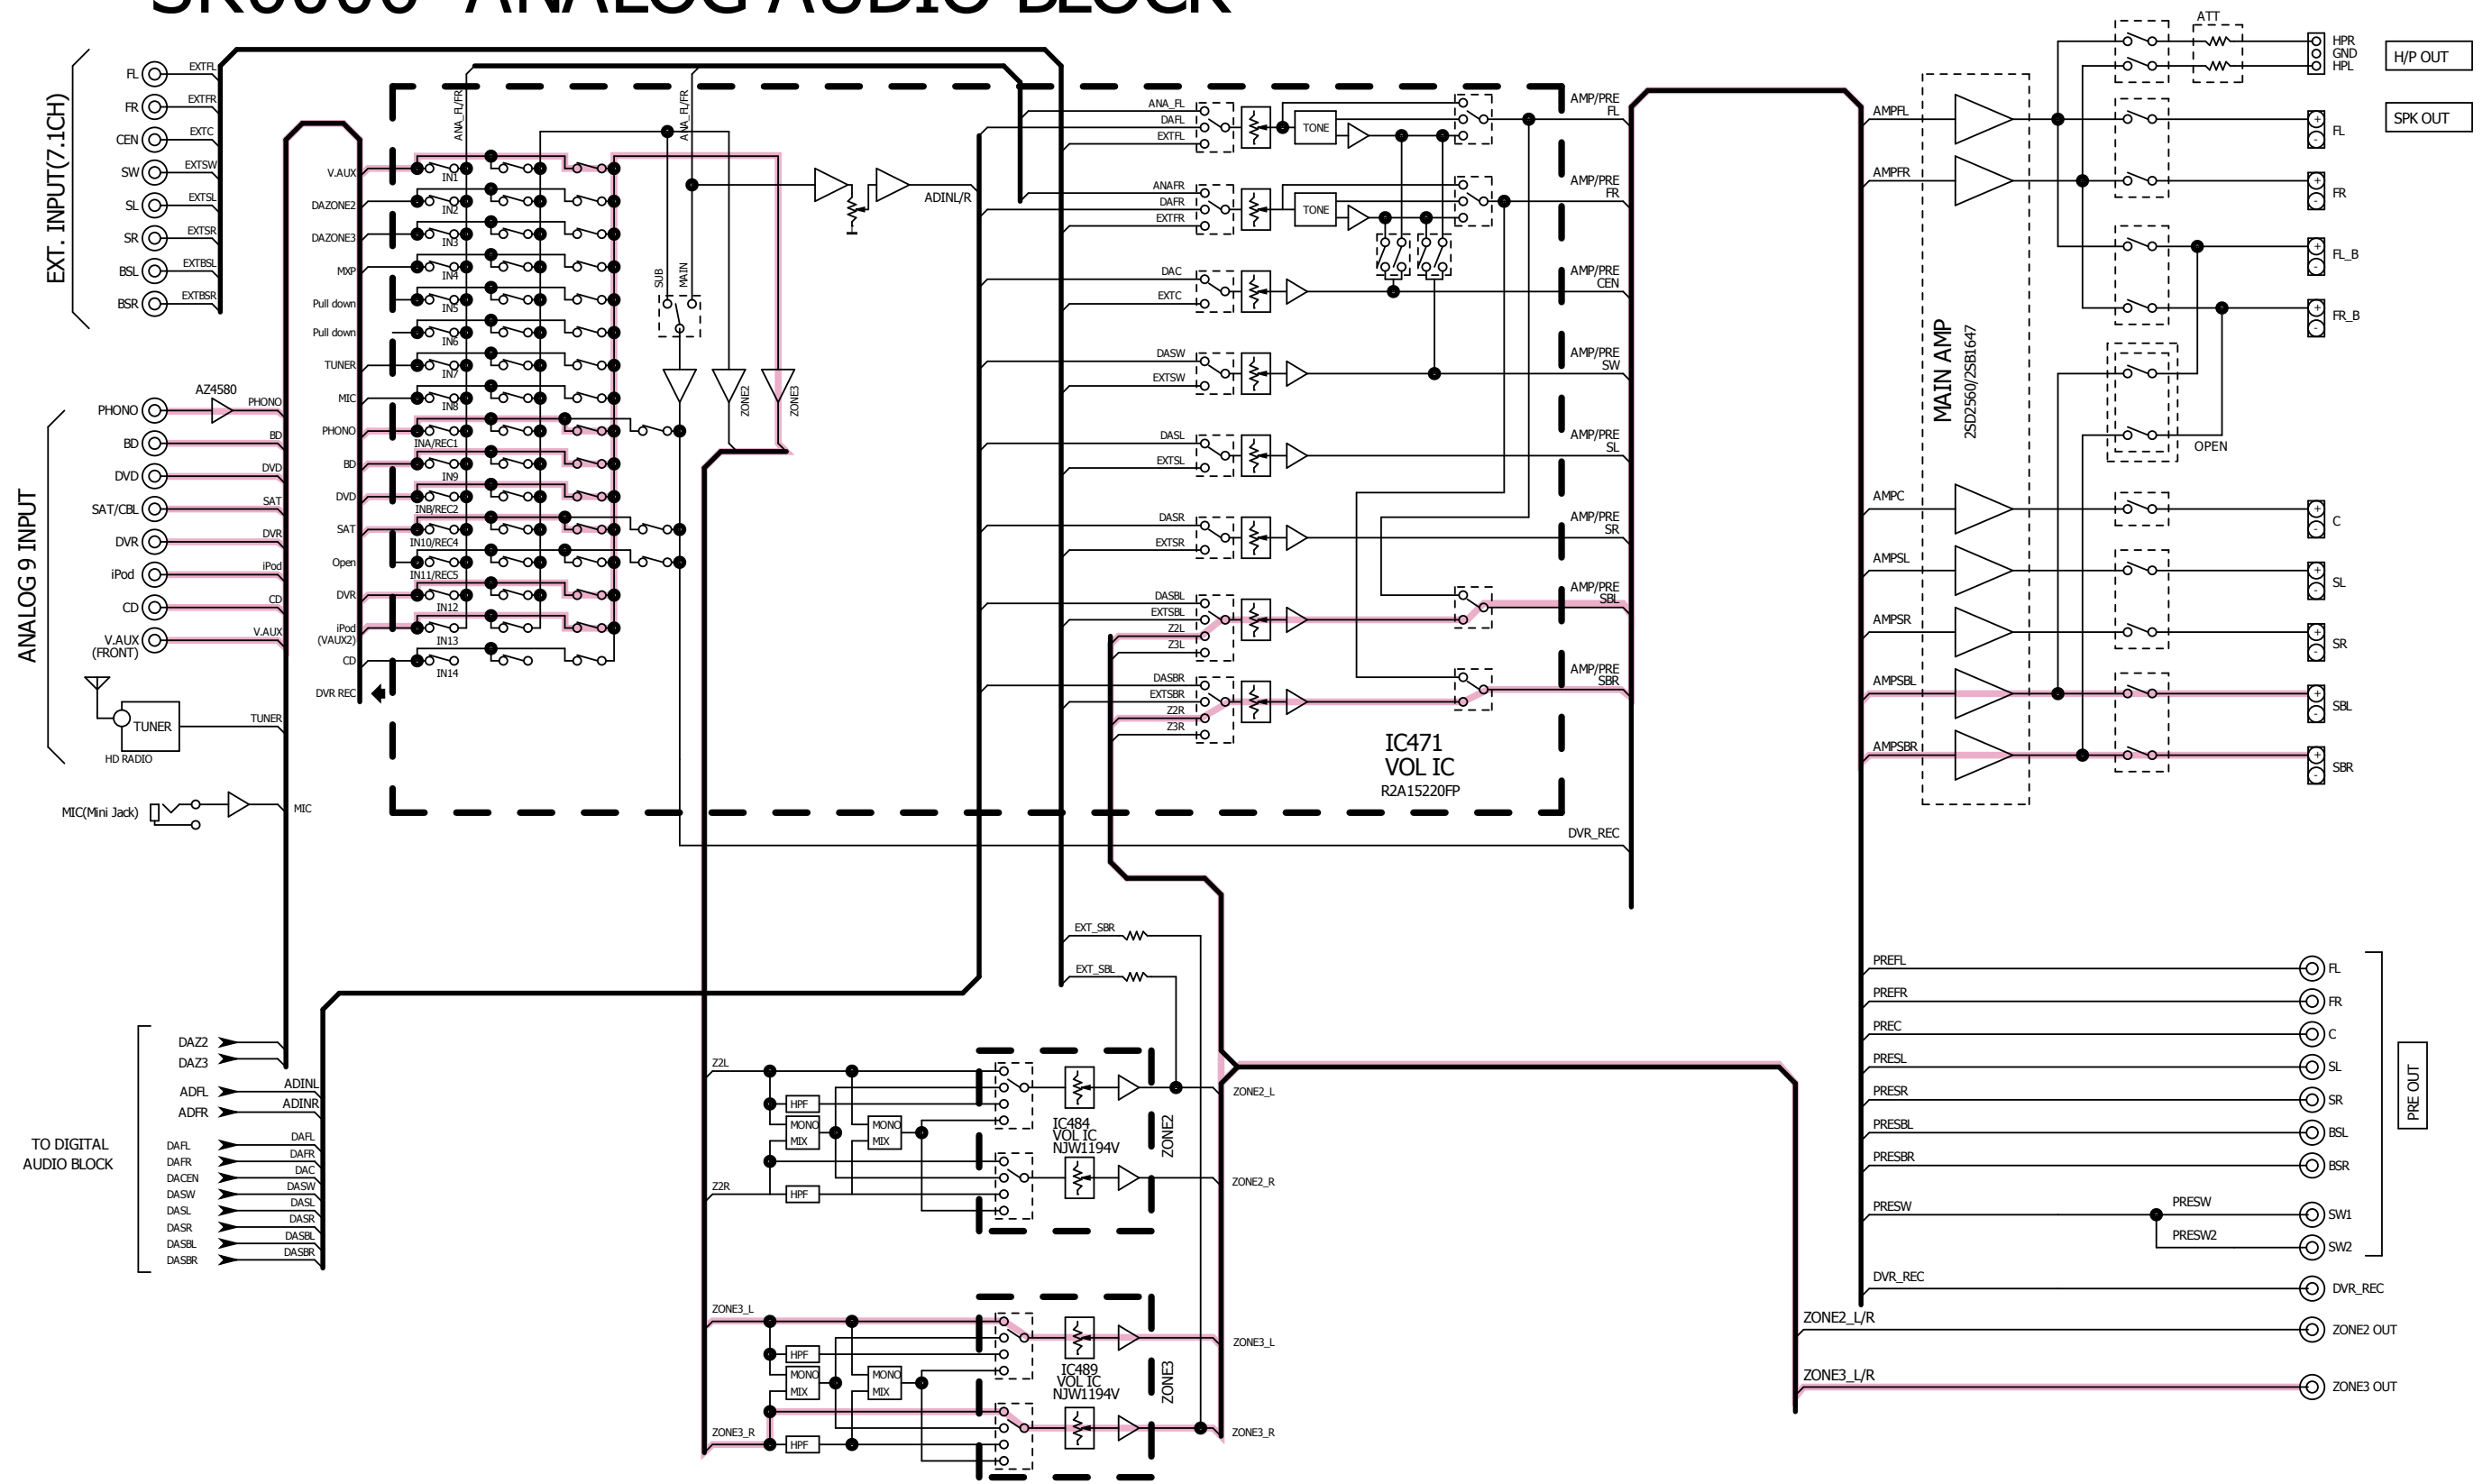 ANALOG AUDIO BLOCK
EXT. INPUT(7.1CH)
FL EXTFL
FR EXTFR
CEN EXTC
SW EXTSW
SL EXTSL
SR EXTSR
BSL EXTBSL
BSR EXTBSR
ANALOG 9 INPUT
AZ4580
PHONO PHONO
BD BD
DVD DVD
SAT/CBL SAT
DVR DVR
iPod iPod
CD CD
V.AUX V.AUX
(FRONT)
TUNER TUNER
HD RADIO
MIC(Mini Jack) MIC
TO DIGITAL
AUDIO BLOCK
DAZ2
DAZ3
ADFL ADINL
ADFR ADINR
DAFL DAFL
DAFR DAFR
DACEN DAC
DASW DASW
DASL DASL
DASR DASR
DASBL DASBL
DASBR DASBR
V.AUX IN1
DAZONE2 IN2
DAZONE3 IN3
MXP IN4
Pull down IN5
Pull down IN6
TUNER IN7
MIC IN8
PHONO INA/REC1
BD IN9
DVD INB/REC2
SAT IN10/REC4
Open IN11/REC5
DVR IN12
iPod
(VAUX2) IN13
CD IN14
DVR REC
ANA_FL/FR
ANA_FL/FR
SUB
MAIN
ZONE2
ZONE3
ADINL/R
ANA_FL
DAFL
EXTFL
TONE
AMP/PRE
FL
ANAFR
DAFR
EXTFR
TONE
AMP/PRE
FR
DAC
EXTC
AMP/PRE
CEN
DASW
EXTSW
AMP/PRE
SW
DASL
EXTSL
AMP/PRE
SL
DASR
EXTSR
AMP/PRE
SR
DASBL
EXTSBL
Z2L
Z3L
AMP/PRE
SBL
DASBR
EXTSBR
Z2R
Z3R
AMP/PRE
SBR
IC471
VOL IC
R2A15220FP
DVR_REC
EXT_SBR
EXT_SBL
Z2L
HPF
MONO
MIX
MONO
MIX
Z2R
HPF
IC484
VOL IC
NJW1194V
ZONE2
ZONE2_L
ZONE2_R
ZONE3_L
HPF
MONO
MIX
MONO
MIX
ZONE3_R
HPF
IC489
VOL IC
NJW1194V
ZONE3
ZONE3_L
ZONE3_R
AMPFL
AMPFR
MAIN AMP
2SD2560/2SB1647
AMPC
AMPSL
AMPSR
AMPSBL
AMPSBR
ATT
HPR
GND
HPL
H/P OUT
SPK OUT
+
- FL
+
- FR
+
- FL_B
+
- FR_B
OPEN
+
- C
+
- SL
+
- SR
+
- SBL
+
- SBR
PREFL FL
PREFR FR
PREC C
PRESL SL
PRESR SR
PRESBL BSL
PRESBR BSR
PRESW PRESW SW1
PRESW2 SW2
PRE OUT
DVR_REC DVR_REC
ZONE2_L/R ZONE2 OUT
ZONE3_L/R ZONE3 OUT